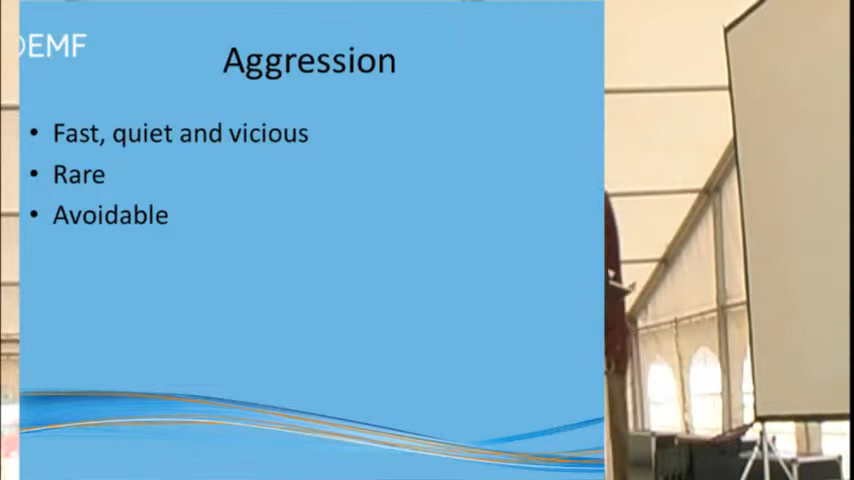 EMF
Aggression
• Fast, quiet and vicious
• Rare
• Avoidable